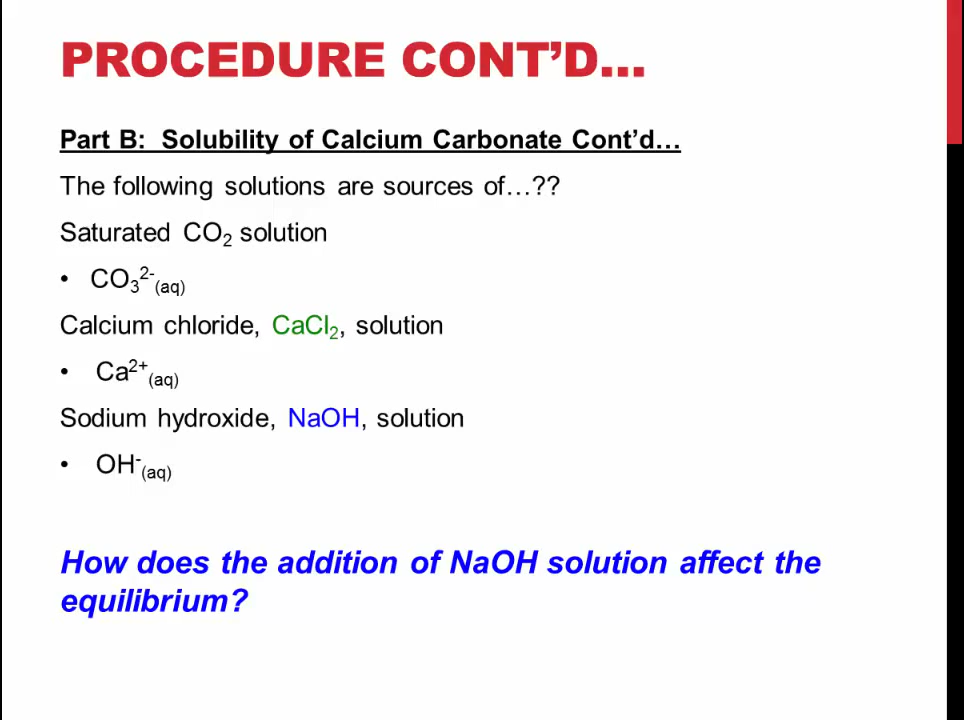 PROCEDURE CONT’D…
Part B: Solubility of Calcium Carbonate Cont’d…
The following solutions are sources of…??
Saturated CO₂ solution
• CO₃²⁻(aq)
Calcium chloride, CaCl₂, solution
• Ca²⁺(aq)
Sodium hydroxide, NaOH, solution
• OH⁻(aq)
How does the addition of NaOH solution affect the
equilibrium?